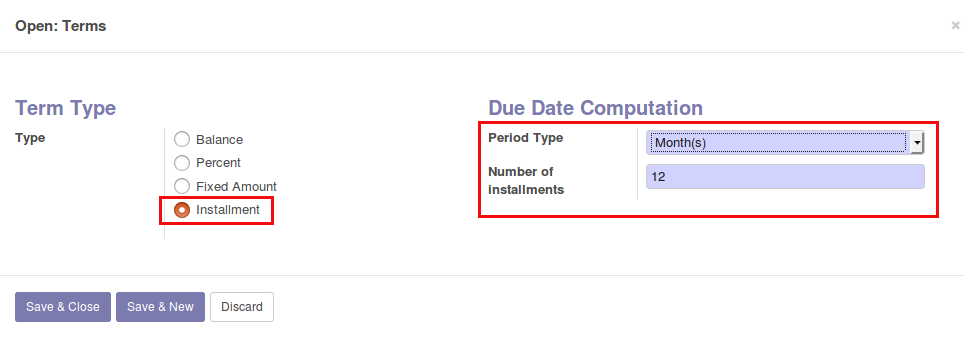 Open: Terms
×
Term Type
Type
Balance
Percent
Fixed Amount
Installment
Due Date Computation
Period Type
Month(s)
Number of
installments
12
Save & Close
Save & New
Discard